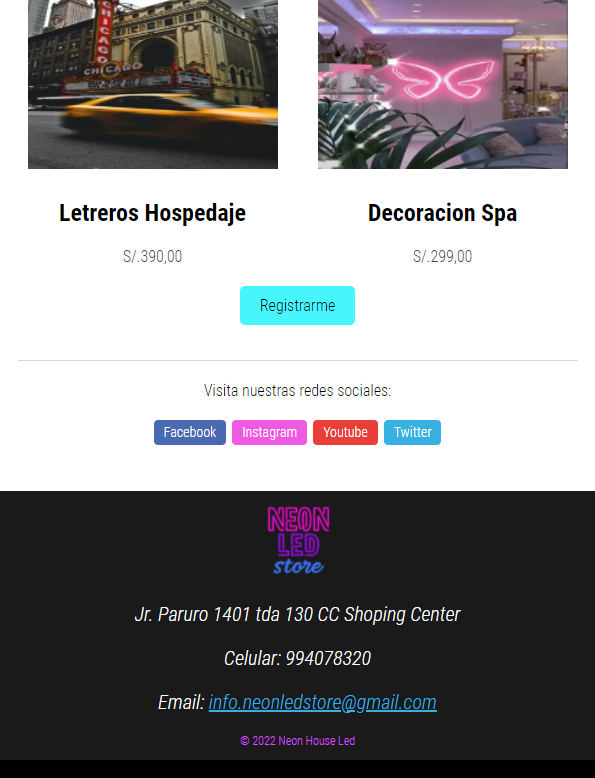 CHICAGO
CHICAGO
Letreros Hospedaje
Decoracion Spa
S/.390,00
S/.299,00
Registrarme
Visita nuestras redes sociales:
Facebook
Instagram
Youtube
Twitter
NEON
LED
store
Jr. Paruro 1401 tda 130 CC Shoping Center
Celular: 994078320
Email: info.neonledstore@gmail.com
© 2022 Neon House Led